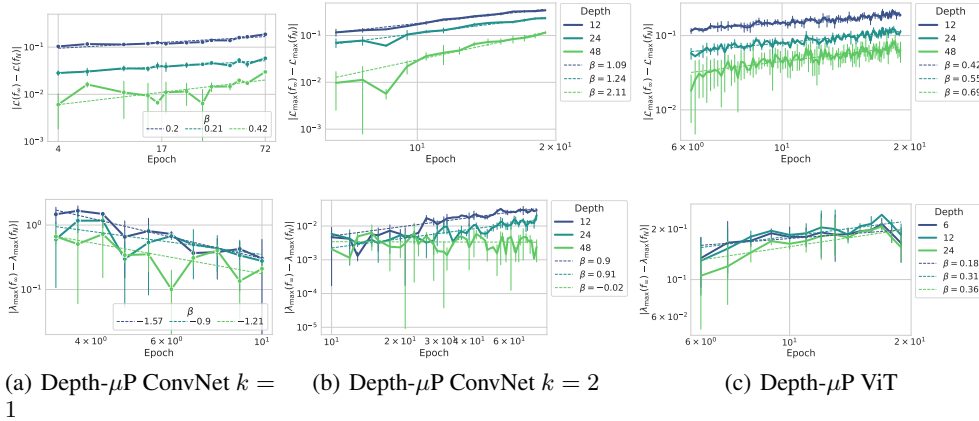 |ℒ(f∞) − ℒ(f_N)|
10⁻¹
10⁻²
10⁻³
4
17
72
Epoch
β
0.2
0.21
0.42
|ℒmax(f∞) − ℒmax(f_N)|
10⁻¹
10⁻²
10⁻³
10¹
2 × 10¹
Epoch
Depth
12
24
48
β = 1.09
β = 1.24
β = 2.11
|ℒmax(f∞) − ℒmax(f_N)|
10⁻¹
10⁻²
6 × 10⁰
10¹
2 × 10¹
Epoch
Depth
12
24
48
β = 0.42
β = 0.55
β = 0.69
|λmax(f∞) − λmax(f_N)|
10⁰
10⁻¹
4 × 10⁰
6 × 10⁰
10¹
Epoch
β
−1.57
−0.9
−1.21
|λmax(f∞) − λmax(f_N)|
10⁻²
10⁻³
10⁻⁴
10⁻⁵
10¹
2 × 10¹
3 × 10¹
4 × 10¹
6 × 10¹
Epoch
Depth
12
24
48
β = 0.9
β = 0.91
β = −0.02
|λmax(f∞) − λmax(f_N)|
2 × 10⁻¹
10⁻¹
6 × 10⁻²
6 × 10⁰
10¹
2 × 10¹
Epoch
Depth
6
12
24
β = 0.18
β = 0.31
β = 0.36
(a) Depth-μP ConvNet k =
1
(b) Depth-μP ConvNet k = 2
(c) Depth-μP ViT